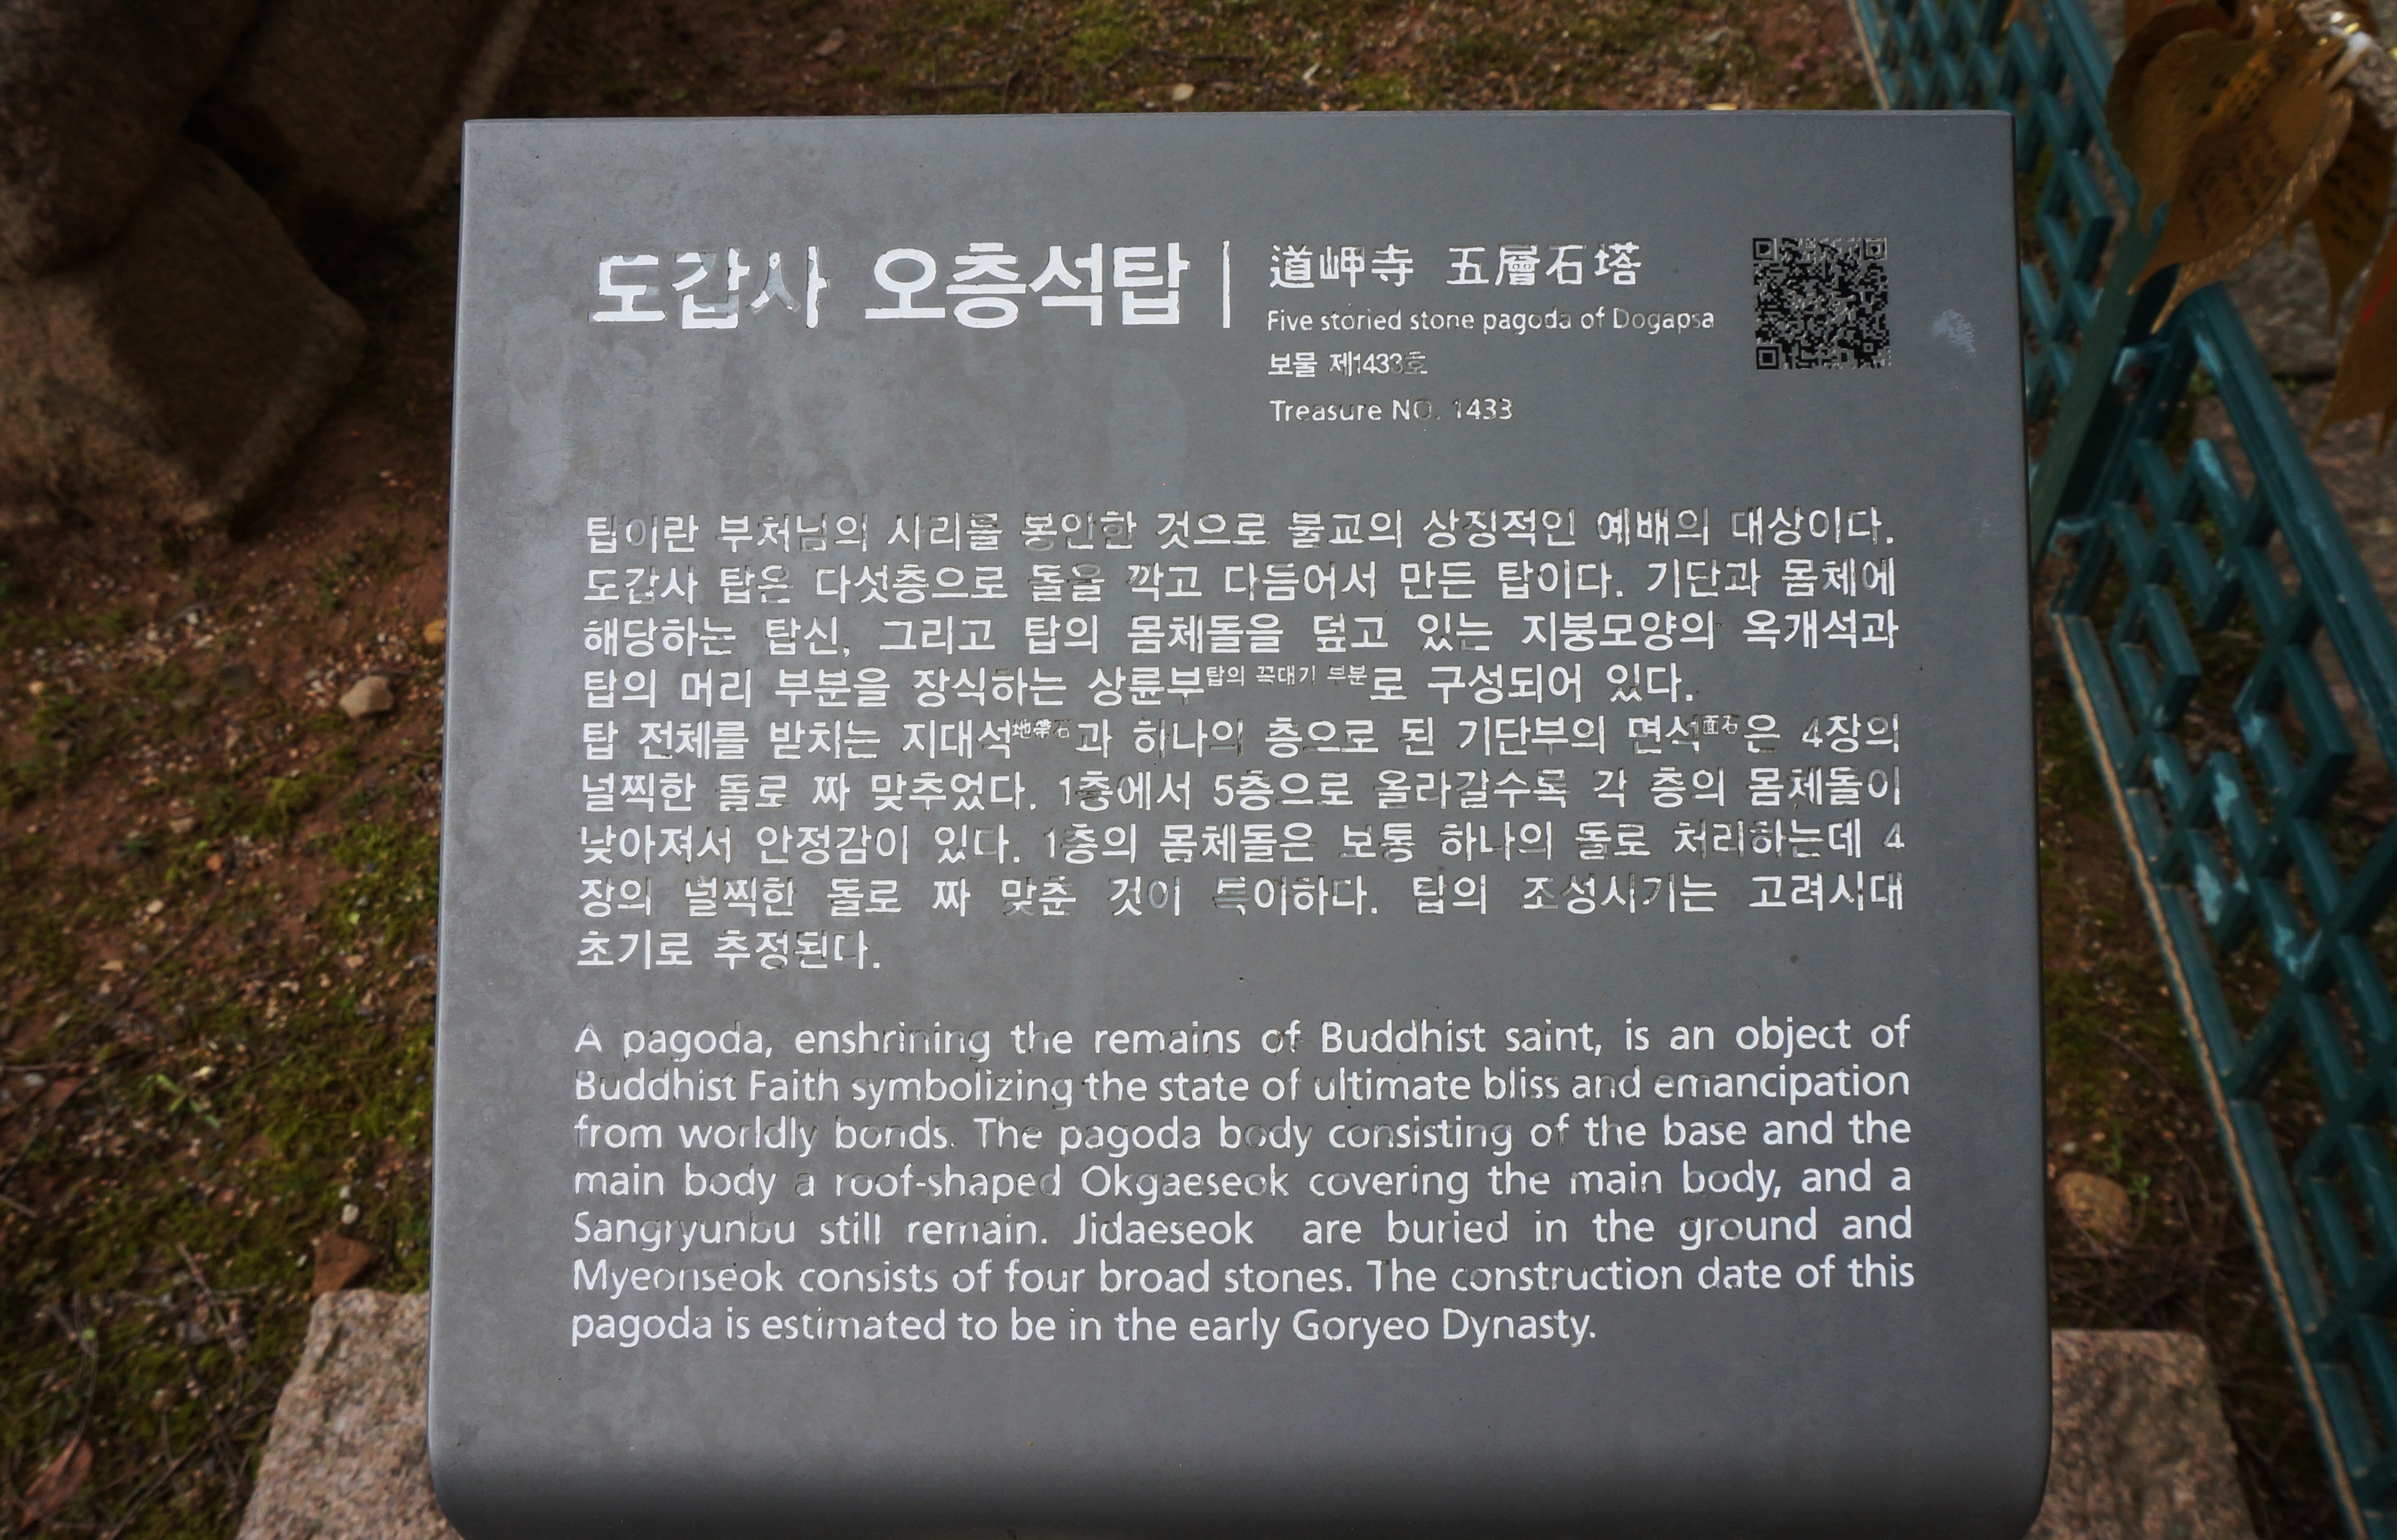 도갑사 오층석탑
道岬寺 五層石塔
Five storied stone pagoda of Dogapsa
보물 제1433호
Treasure NO. 1433
탑이란 부처님의 사리를 봉안한 것으로 불교의 상징적인 예배의 대상이다.
도갑사 탑은 다섯층으로 돌을 깍고 다듬어서 만든 탑이다. 기단과 몸체에
해당하는 탑신, 그리고 탑의 몸체돌을 덮고 있는 지붕모양의 옥개석과
탑의 머리 부분을 장식하는 상륜부탑의 꼭대기 부분로 구성되어 있다.
탑 전체를 받치는 지대석地帶石과 하나의 층으로 된 기단부의 면석面石은 4장의
널찍한 돌로 짜 맞추었다. 1층에서 5층으로 올라갈수록 각 층의 몸체돌이
낮아져서 안정감이 있다. 1층의 몸체돌은 보통 하나의 돌로 처리하는데 4
장의 널찍한 돌로 짜 맞춘 것이 특이하다. 탑의 조성시기는 고려시대
초기로 추정된다.
A pagoda, enshrining the remains of Buddhist saint, is an object of
Buddhist Faith symbolizing the state of ultimate bliss and emancipation
from worldly bonds. The pagoda body consisting of the base and the
main body a roof-shaped Okgaeseok covering the main body, and a
Sangryunbu still remain. Jidaeseok are buried in the ground and
Myeonseok consists of four broad stones. The construction date of this
pagoda is estimated to be in the early Goryeo Dynasty.